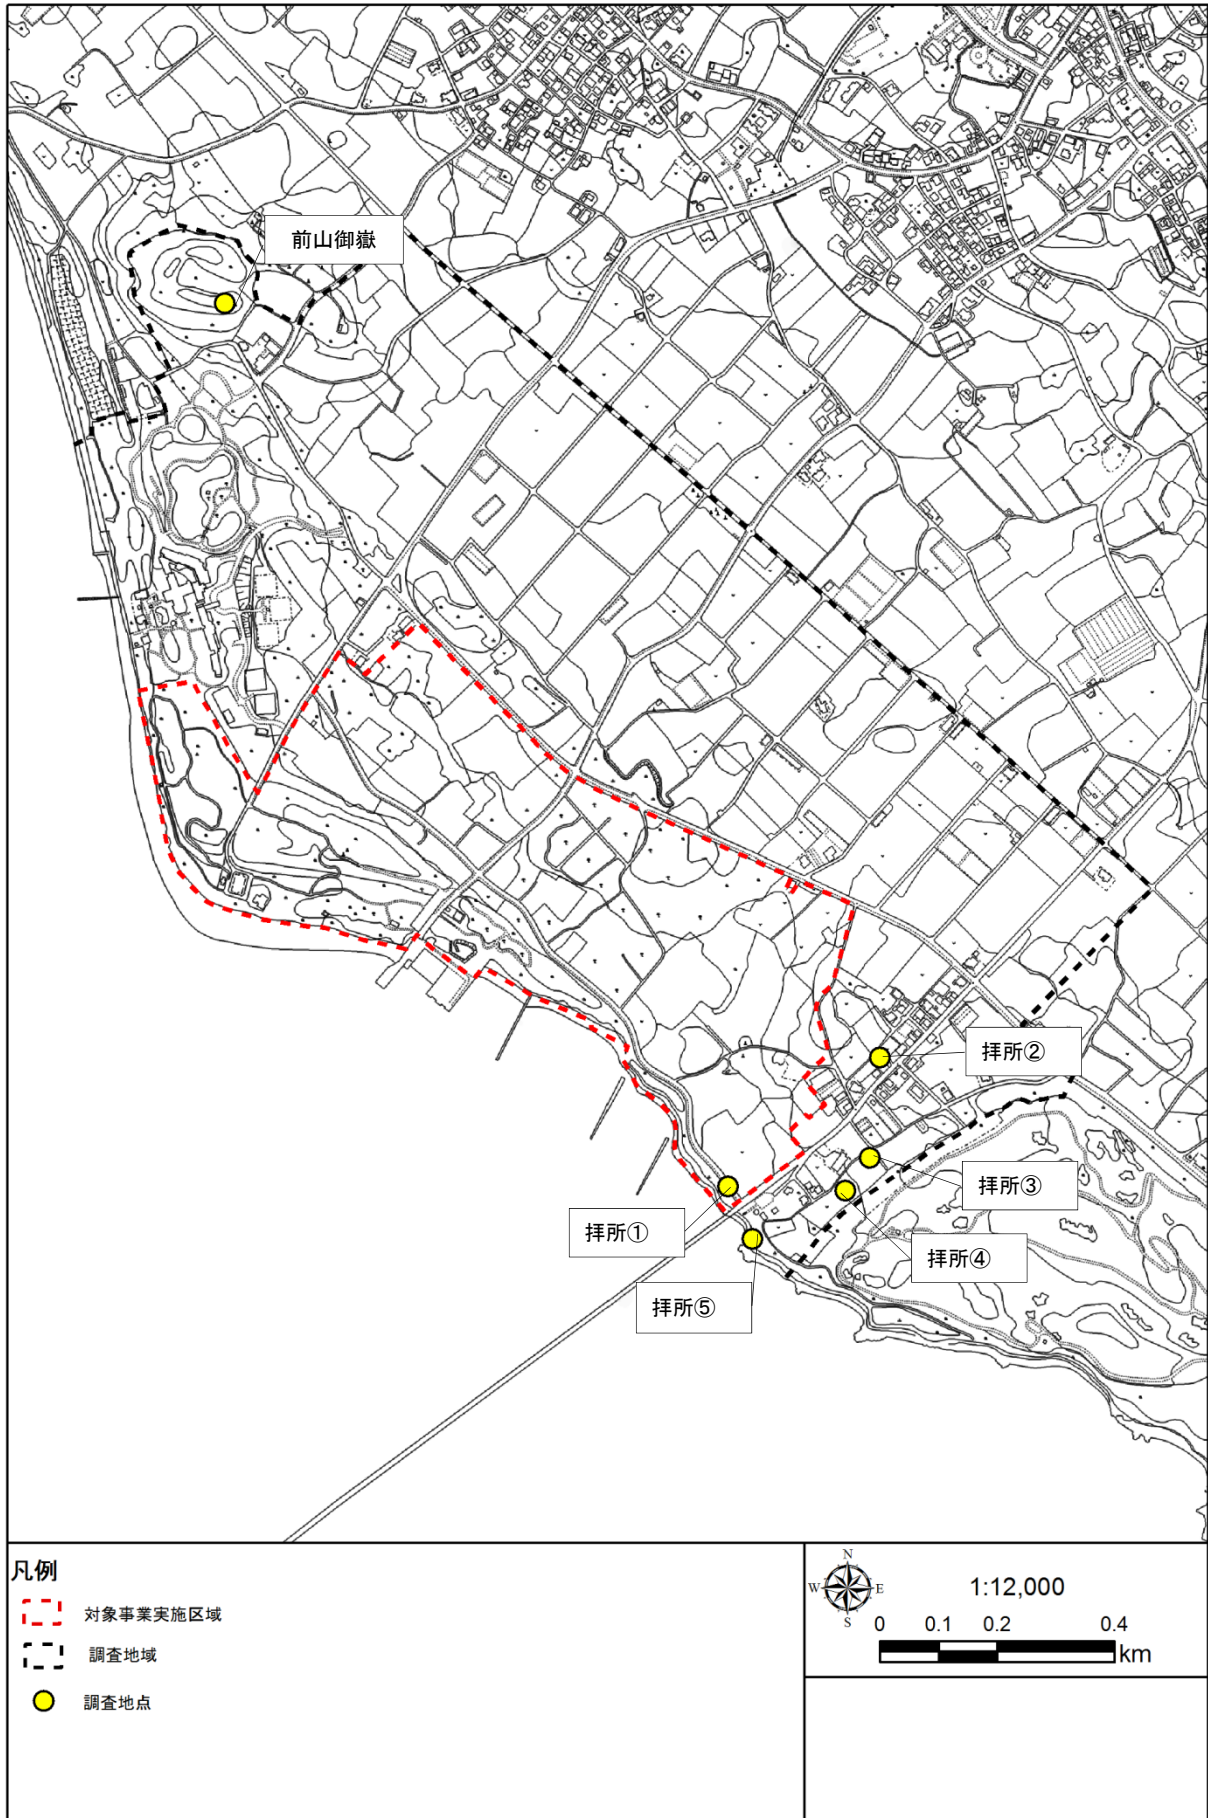 前山御嶽
拝所②
拝所③
拝所①
拝所④
拝所⑤
凡例
対象事業実施区域
調査地域
調査地点
N
W E
S
1:12,000
0 0.1 0.2 0.4
km